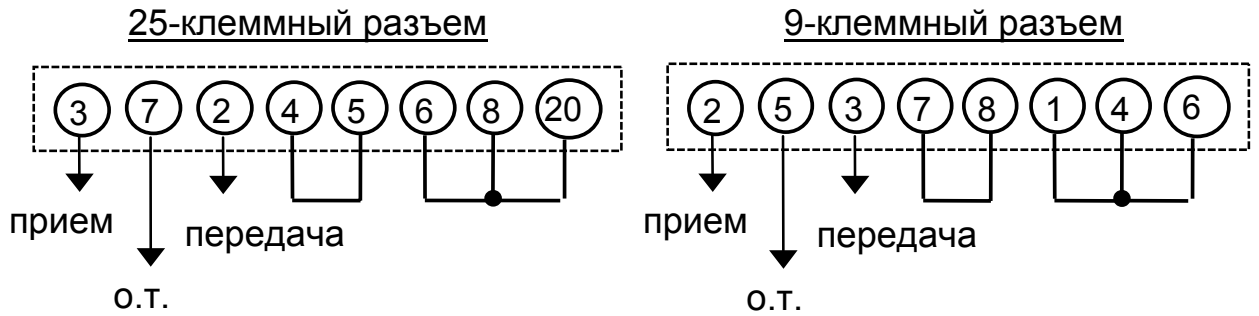 25-клеммный разъем 9-клеммный разъем
3 7 2 4 5 6 8 20 2 5 3 7 8 1 4 6
прием передача прием передача
о.т. о.т.